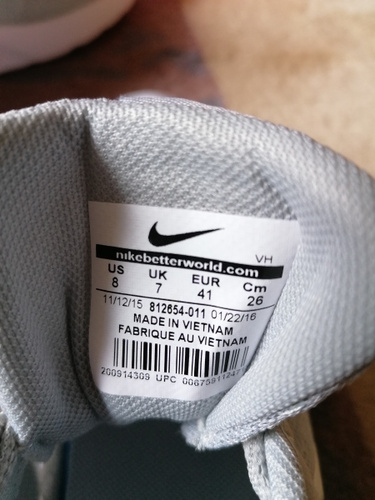 VH
nikebetterworld.com
US UK EUR Cm
8 7 41 26
11/12/15 812654-011 01/22/16
MADE IN VIETNAM
FABRIQUE AU VIETNAM
200914309 UPC